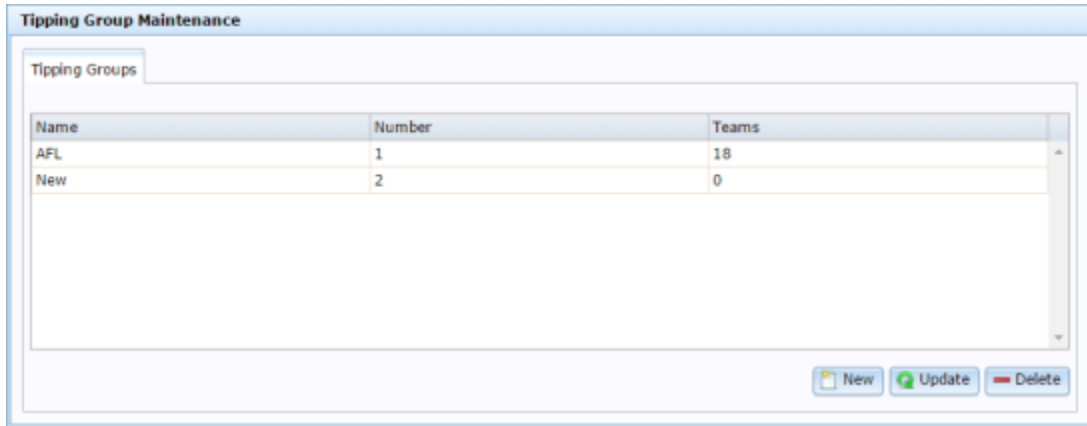 Tipping Group Maintenance
Tipping Groups
Name Number Teams
AFL 1 18
New 2 0
New Update Delete